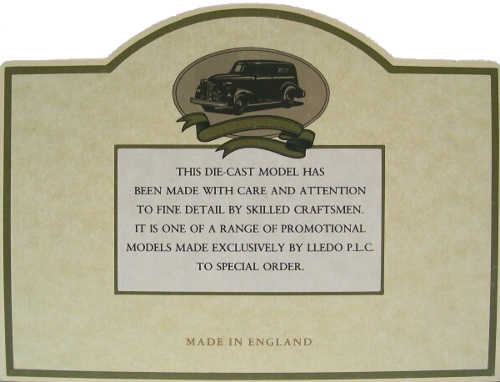 THIS DIE-CAST MODEL HAS
BEEN MADE WITH CARE AND ATTENTION
TO FINE DETAIL BY SKILLED CRAFTSMEN.
IT IS ONE OF A RANGE OF PROMOTIONAL
MODELS MADE EXCLUSIVELY BY LLEDO P.L.C.
TO SPECIAL ORDER.
MADE IN ENGLAND